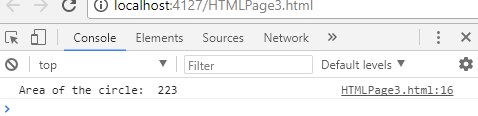 localhost:4127/HTMLPage3.html
Console Elements Sources Network »
top Filter Default levels
Area of the circle: 223 HTMLPage3.html:16